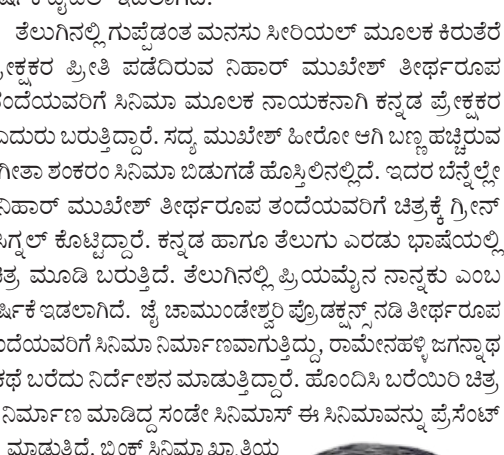 ತೆಲುಗಿನಲ್ಲಿ ಗುಪ್ಪೆಡಂತ ಮನಸು ಸೀರಿಯಲ್ ಮೂಲಕ ಕಿರುತೆರೆ
ಪ್ರೀತಿ ಪಡೆದಿರುವ ನಿಹಾರ್ ಮುಖೇಶ್ ತೀರ್ಥರೂಪ
ತಂದೆಯವರಿಗೆ ಸಿನಿಮಾ ಮೂಲಕ ನಾಯಕನಾಗಿ ಕನ್ನಡ ಪ್ರೇಕ್ಷಕರ
ಎದುರು ಬರುತ್ತಿದ್ದಾರೆ. ಸದ್ಯ ಮುಖೇಶ್ ಹೀರೋ ಆಗಿ ಬಣ್ಣ ಹಚ್ಚಿರುವ
ಗೀತಾ ಶಂಕರಂ ಸಿನಿಮಾ ಬಿಡುಗಡೆ ಹೊಸ್ತಿಲಿನಲ್ಲಿದೆ. ಇದರ ಬೆನ್ನೆಲ್ಲೇ
ನಿಹಾರ್ ಮುಖೇಶ್ ತೀರ್ಥರೂಪ ತಂದೆಯವರಿಗೆ ಚಿತ್ರಕ್ಕೆ ಗ್ರೀನ್
ಸಿಗ್ನಲ್ ಕೊಟ್ಟಿದ್ದಾರೆ. ಕನ್ನಡ ಹಾಗೂ ತೆಲುಗು ಎರಡು ಭಾಷೆಯಲ್ಲಿ
ಚಿತ್ರ ಮೂಡಿ ಬರುತ್ತಿದೆ. ತೆಲುಗಿನಲ್ಲಿ ಪ್ರಿಯಮೈನ ನಾನ್ನಕು ಎಂಬ
ಇಡಲಾಗಿದೆ. ಜೈ ಚಾಮುಂಡೇಶ್ವರಿ ಪ್ರೊಡಕ್ಷನ್ಸ್ ನಡಿ ತೀರ್ಥರೂಪ
ತಂದೆಯವರಿಗೆ ಸಿನಿಮಾ ನಿರ್ಮಾಣವಾಗುತ್ತಿದ್ದು, ರಾಮೇನಹಳ್ಳಿ ಜಗನ್ನಾಥ
ಕಥೆ ಬರೆದು ನಿರ್ದೇಶನ ಮಾಡುತ್ತಿದ್ದಾರೆ. ಹೊಂದಿಸಿ ಬರೆಯಿರಿ ಚಿತ್ರ
ನಿರ್ಮಾಣ ಮಾಡಿದ್ದ ಸಂಡೇ ಸಿನಿಮಾಸ್ ಈ ಸಿನಿಮಾವನ್ನು ಪ್ರೆಸೆಂಟ್
ಮಾಡುತ್ತಿದೆ. ಬ್ಲಿಂಕ್ ಸಿನಿಮಾ ಖ್ಯಾತಿಯ